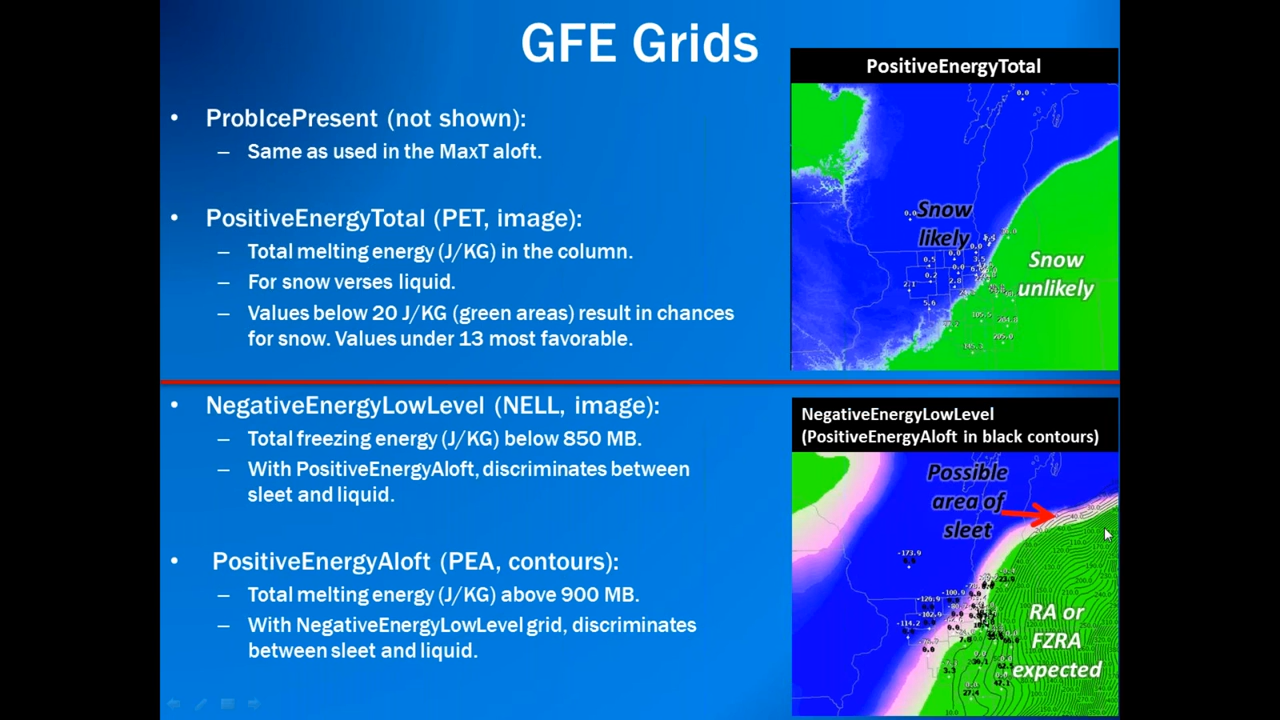 GFE Grids
• ProbIcePresent (not shown):
– Same as used in the MaxT aloft.
• PositiveEnergyTotal (PET, image):
– Total melting energy (J/KG) in the column.
– For snow verses liquid.
– Values below 20 J/KG (green areas) result in chances
for snow. Values under 13 most favorable.
PositiveEnergyTotal
Snow
likely
Snow
unlikely
• NegativeEnergyLowLevel (NELL, image):
– Total freezing energy (J/KG) below 850 MB.
– With PositiveEnergyAloft, discriminates between
sleet and liquid.
• PositiveEnergyAloft (PEA, contours):
– Total melting energy (J/KG) above 900 MB.
– With NegativeEnergyLowLevel grid, discriminates
between sleet and liquid.
NegativeEnergyLowLevel
(PositiveEnergyAloft in black contours)
Possible
area of
sleet
-173.9
RA or
FZRA
expected